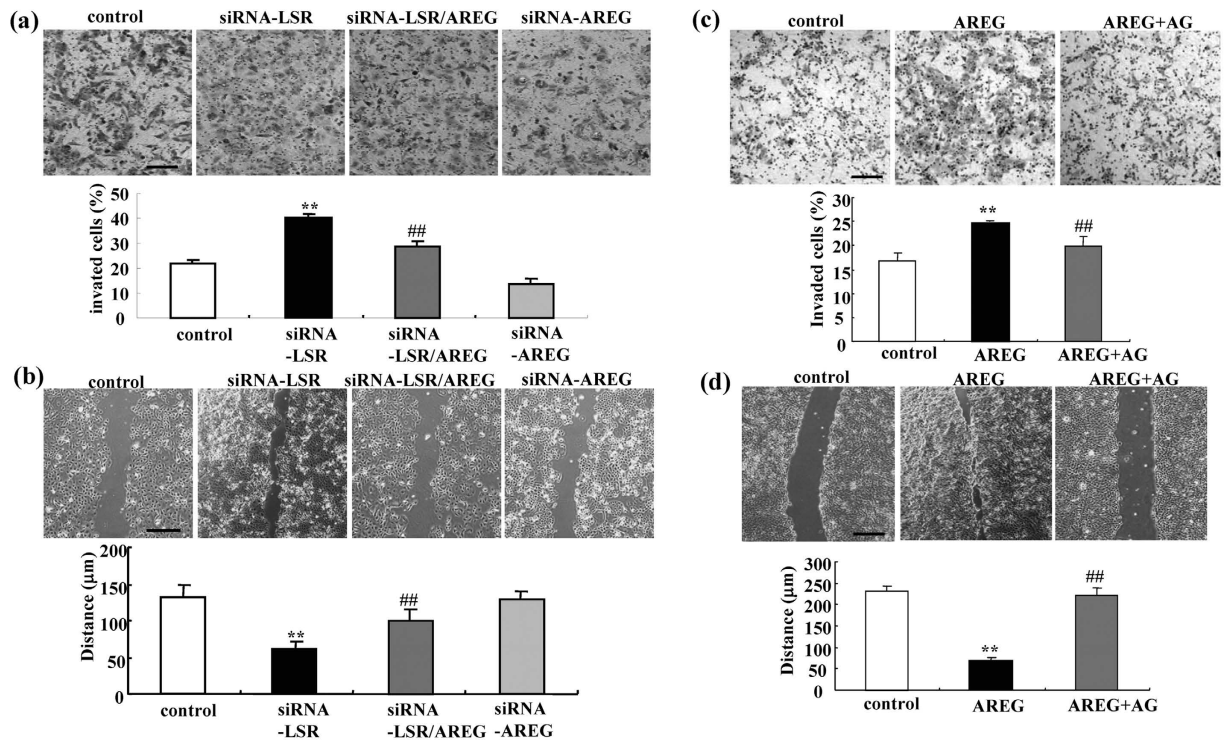 (a)
control siRNA-LSR siRNA-LSR/AREG siRNA-AREG
invated cells (%)
50
40
30
20
10
0
** ##
control siRNA siRNA siRNA
-LSR -LSR/AREG -AREG
(b)
control siRNA-LSR siRNA-LSR/AREG siRNA-AREG
Distance (μm)
200
150
100
50
0
** ##
control siRNA siRNA siRNA
-LSR -LSR/AREG -AREG
(c)
control AREG AREG+AG
Invaded cells (%)
30
25
20
15
10
15
0
** ##
control AREG AREG+AG
(d)
control AREG AREG+AG
Distance (μm)
300
250
200
100
50
0
** ##
control AREG AREG+AG